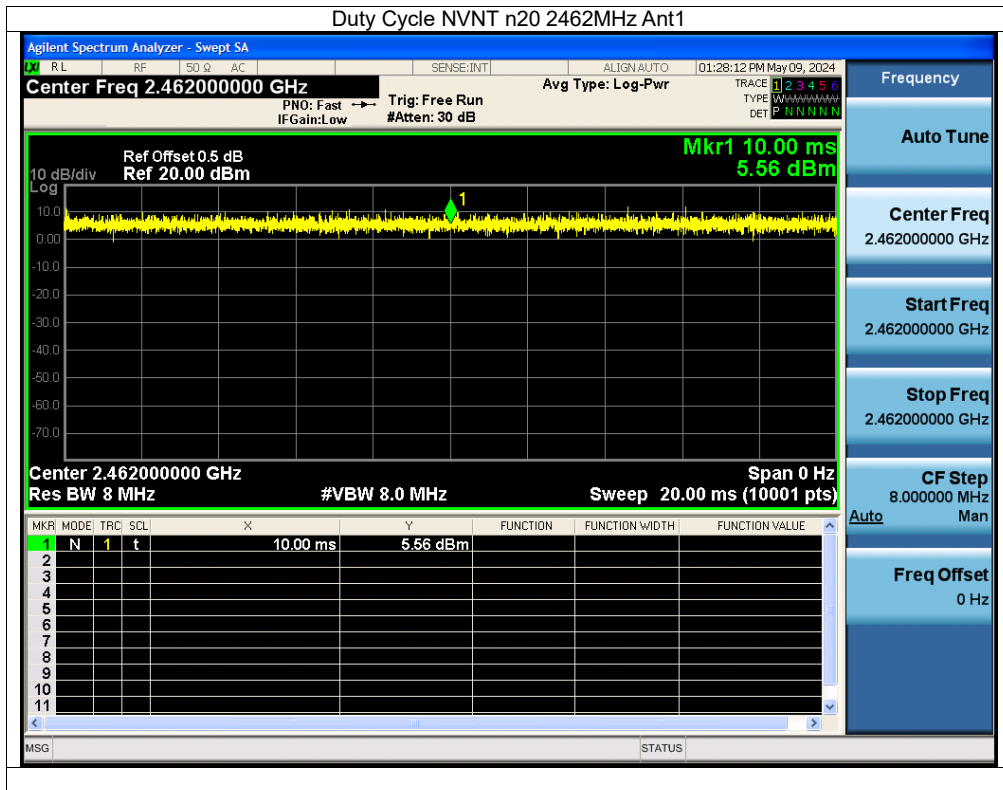 Duty Cycle NVNT n20 2462MHz Ant1
Agilent Spectrum Analyzer - Swept SA
LXI RL RF 50 Ω AC SENSE:INT ALIGN AUTO 01:28:12 PM May 09, 2024
Center Freq 2.462000000 GHz Avg Type: Log-Pwr TRACE 1 2 3 4 5 6
PNO: Fast Trig: Free Run TYPE WWWWWW
IFGain:Low #Atten: 30 dB DET P N N N N N
Mkr1 10.00 ms
5.56 dBm
Ref Offset 0.5 dB
10 dB/div Ref 20.00 dBm
Log
1
10.0
0.00
-10.0
-20.0
-30.0
-40.0
-50.0
-60.0
-70.0
Center 2.462000000 GHz Span 0 Hz
Res BW 8 MHz #VBW 8.0 MHz Sweep 20.00 ms (10001 pts)
MKR MODE TRC SCL X Y FUNCTION FUNCTION WIDTH FUNCTION VALUE
1 N 1 t 10.00 ms 5.56 dBm
2
3
4
5
6
7
8
9
10
11
MSG STATUS
Frequency
Auto Tune
Center Freq
2.462000000 GHz
Start Freq
2.462000000 GHz
Stop Freq
2.462000000 GHz
CF Step
8.000000 MHz
Auto Man
Freq Offset
0 Hz